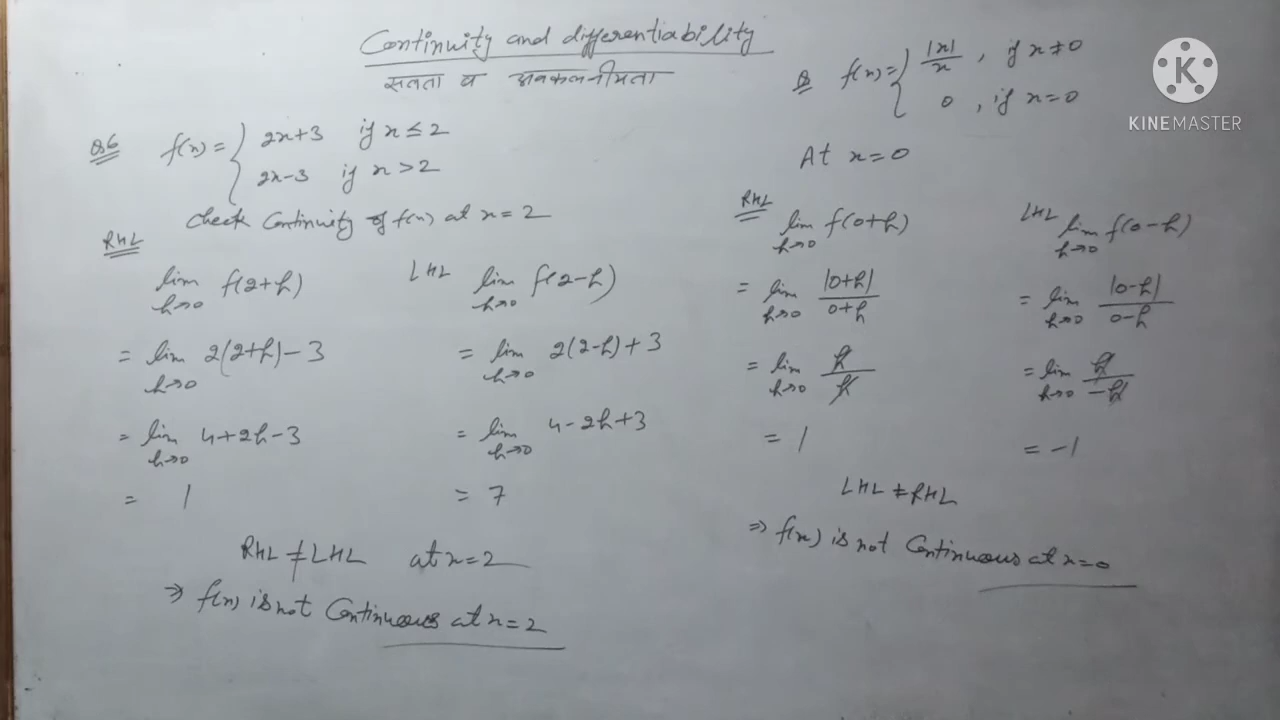 Continuity and differentiability
सतता व अवकलनीयता
Q6 f(x) = { 2x+3 if x ≤ 2
2x-3 if x > 2
Check Continuity of f(x) at x = 2
RHL
lim h→0 f(2+h)
= lim h→0 2(2+h) - 3
= lim h→0 4+2h-3
= 1
LHL lim h→0 f(2-h)
= lim h→0 2(2-h) + 3
= lim h→0 4-2h+3
= 7
RHL ≠ LHL at x=2
⇒ f(x) is not Continuous at x=2
Q f(x) = { |x|/x , if x ≠ 0
0 , if x = 0
At x = 0
RHL
lim h→0 f(0+h)
= lim h→0 |0+h|/0+h
= lim h→0 h/h
= 1
LHL lim h→0 f(0-h)
= lim h→0 |0-h|/0-h
= lim h→0 h/-h
= -1
LHL ≠ RHL
⇒ f(x) is not Continuous at x=0
K
KINEMASTER